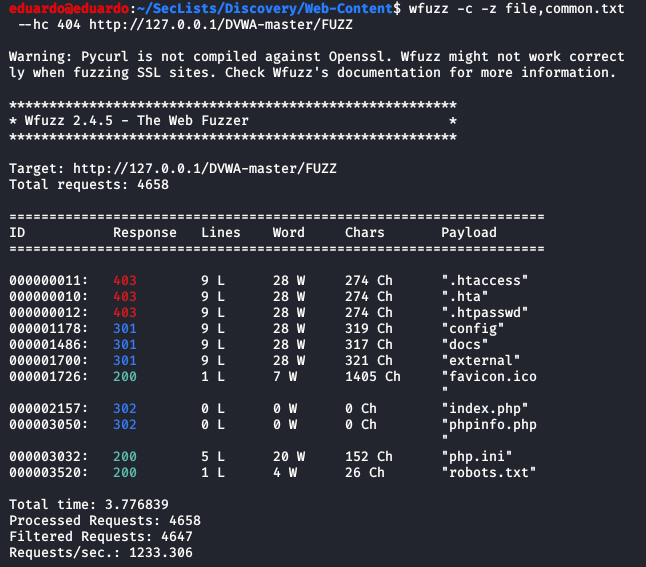 eduardo@eduardo:~/SecLists/Discovery/Web-Content$ wfuzz -c -z file,common.txt
--hc 404 http://127.0.0.1/DVWA-master/FUZZ
Warning: Pycurl is not compiled against Openssl. Wfuzz might not work correct
ly when fuzzing SSL sites. Check Wfuzz's documentation for more information.
********************************************************
* Wfuzz 2.4.5 - The Web Fuzzer                         *
********************************************************
Target: http://127.0.0.1/DVWA-master/FUZZ
Total requests: 4658
===================================================================
ID           Response   Lines    Word     Chars       Payload
===================================================================
000000011:   403        9 L      28 W     274 Ch      ".htaccess"
000000010:   403        9 L      28 W     274 Ch      ".hta"
000000012:   403        9 L      28 W     274 Ch      ".htpasswd"
000001178:   301        9 L      28 W     319 Ch      "config"
000001486:   301        9 L      28 W     317 Ch      "docs"
000001700:   301        9 L      28 W     321 Ch      "external"
000001726:   200        1 L      7 W      1405 Ch     "favicon.ico
"
000002157:   302        0 L      0 W      0 Ch        "index.php"
000003050:   302        0 L      0 W      0 Ch        "phpinfo.php
"
000003032:   200        5 L      20 W     152 Ch      "php.ini"
000003520:   200        1 L      4 W      26 Ch       "robots.txt"
Total time: 3.776839
Processed Requests: 4658
Filtered Requests: 4647
Requests/sec.: 1233.306